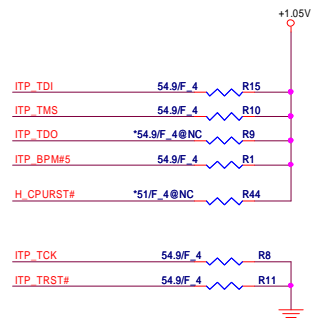 +1.05V
ITP_TDI 54.9/F_4 R15
ITP_TMS 54.9/F_4 R10
ITP_TDO *54.9/F_4@NC R9
ITP_BPM#5 54.9/F_4 R1
H_CPURST# *51/F_4@NC R44
ITP_TCK 54.9/F_4 R8
ITP_TRST# 54.9/F_4 R11